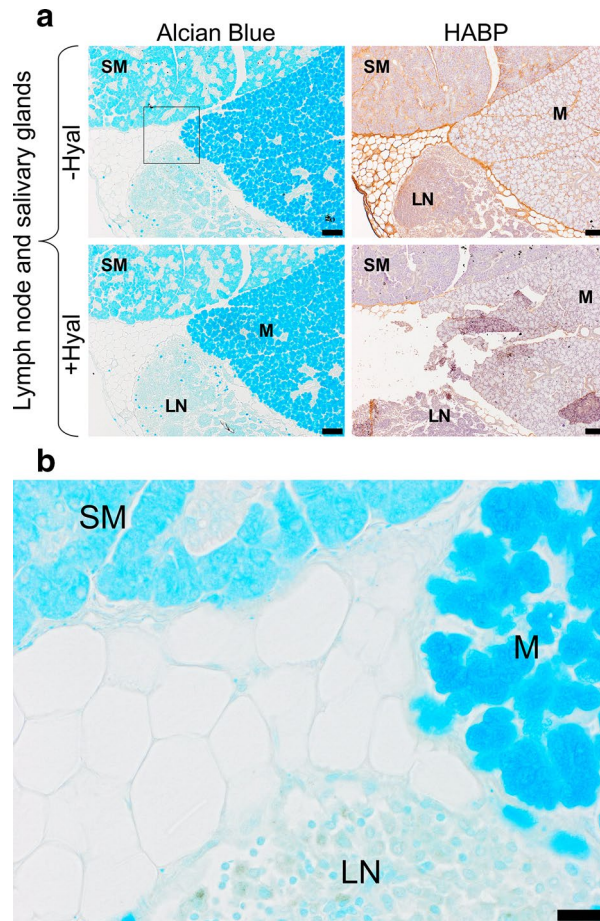 a
Alcian Blue
HABP
Lymph node and salivary glands
-Hyal
SM
SM
M
LN
+Hyal
M
LN
SM
SM
M
LN
b
SM
M
LN